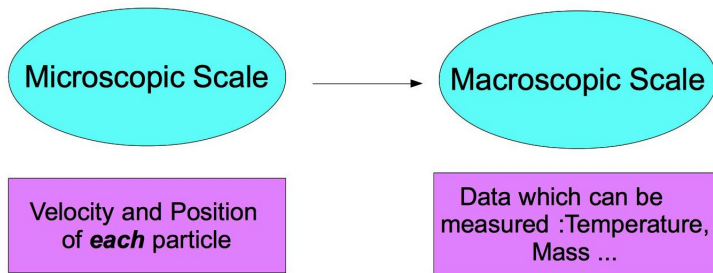 Microscopic Scale
Macroscopic Scale
Velocity and Position
of each particle
Data which can be
measured :Temperature,
Mass ...